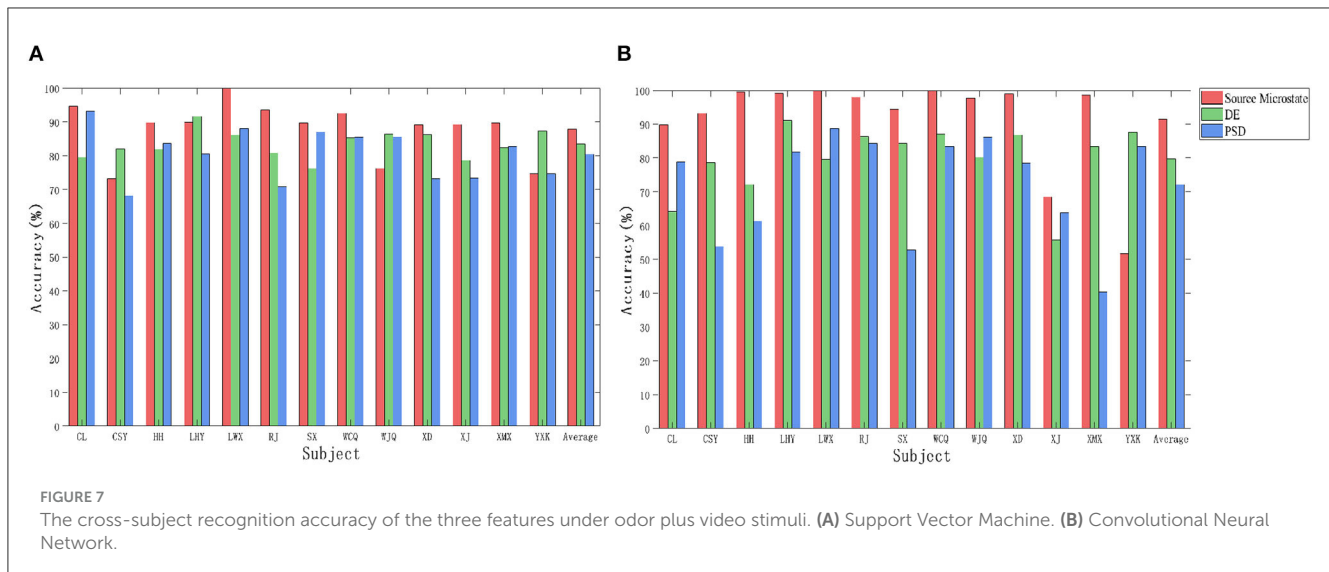 A
B
100
90
80
70
60
50
40
30
20
10
0
Accuracy(%)
CL CSY HH LHY LWX RJ SX WCQ WJQ XD XJ XMX YXK Average
Subject
100
90
80
70
60
50
40
30
20
10
0
Accuracy(%)
CL CSY HH LHY LWX RJ SX WCQ WJQ XD XJ XMX YXK Average
Subject
Source Microstate
DE
PSD
FIGURE 7
The cross-subject recognition accuracy of the three features under odor plus video stimuli. (A) Support Vector Machine. (B) Convolutional Neural
Network.